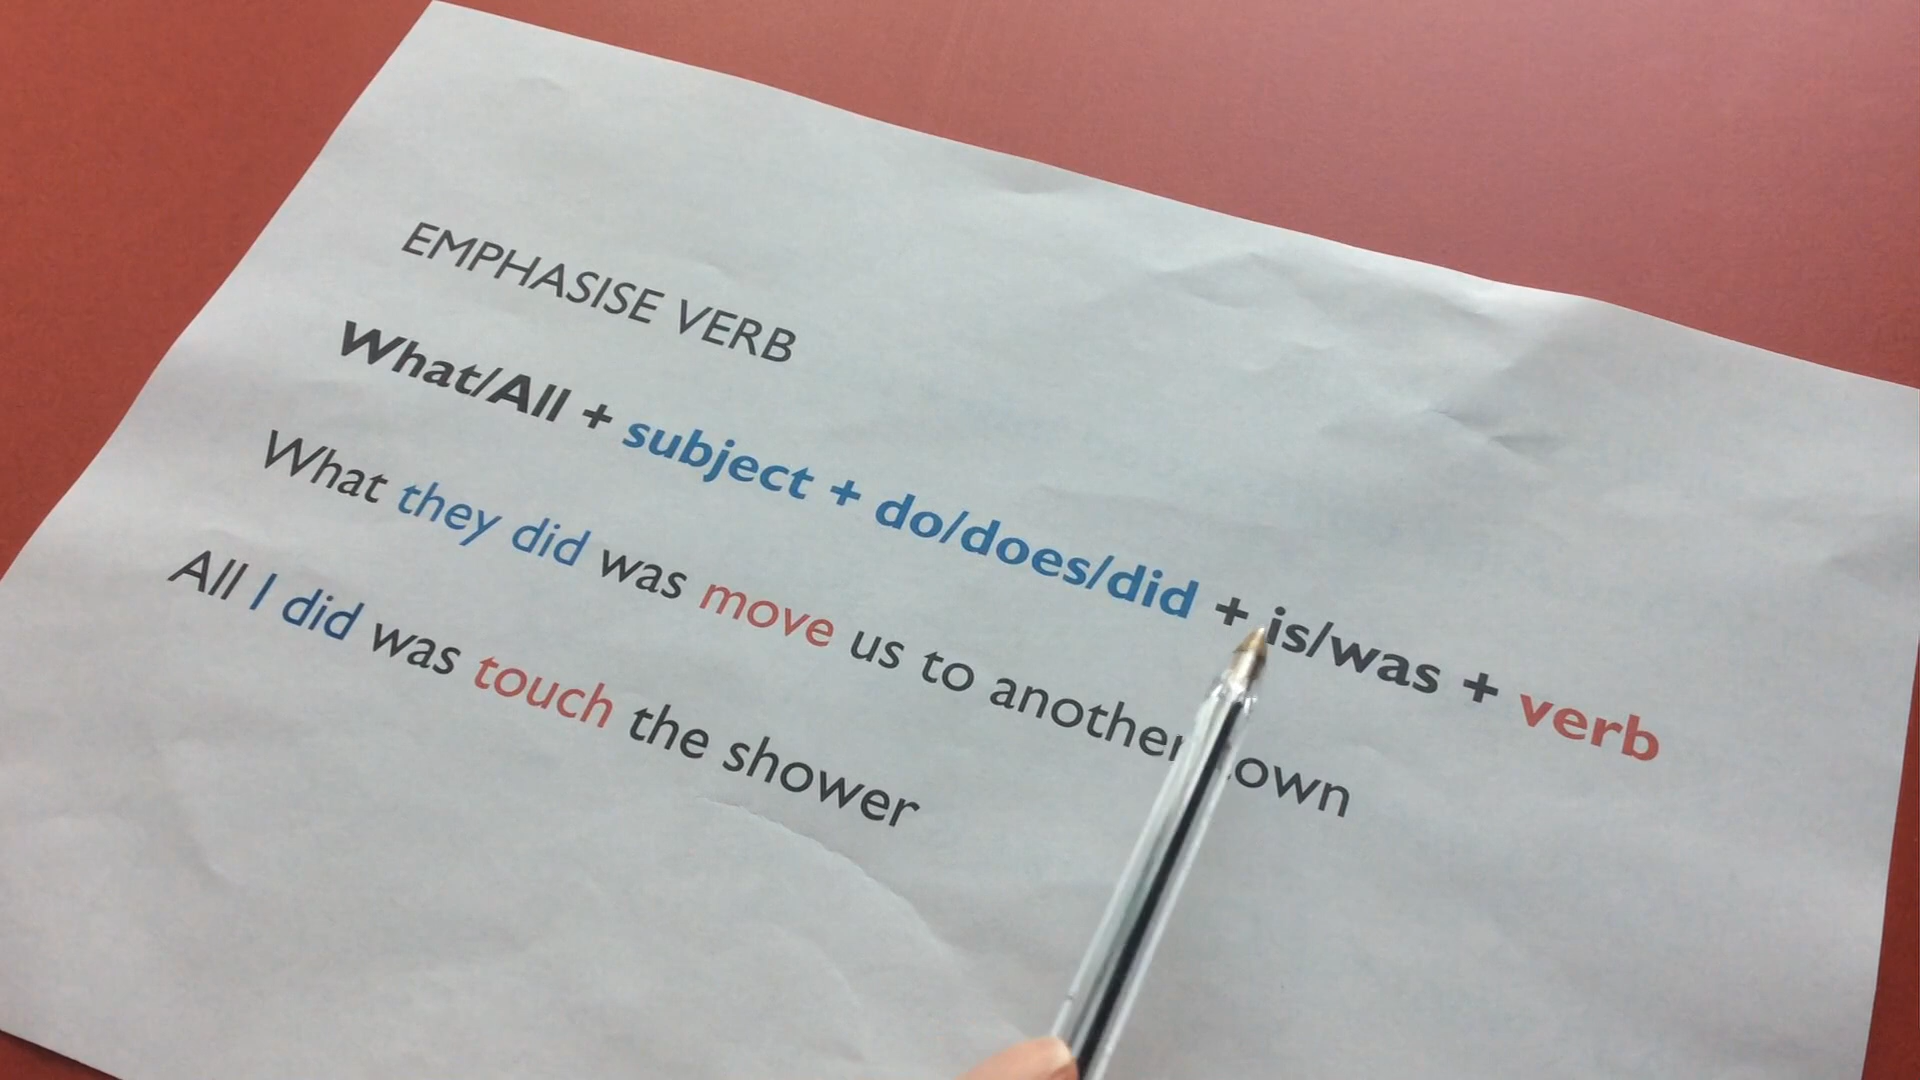 EMPHASISE VERB
What/All + subject + do/does/did + is/was + verb
What they did was move us to another town
All I did was touch the shower